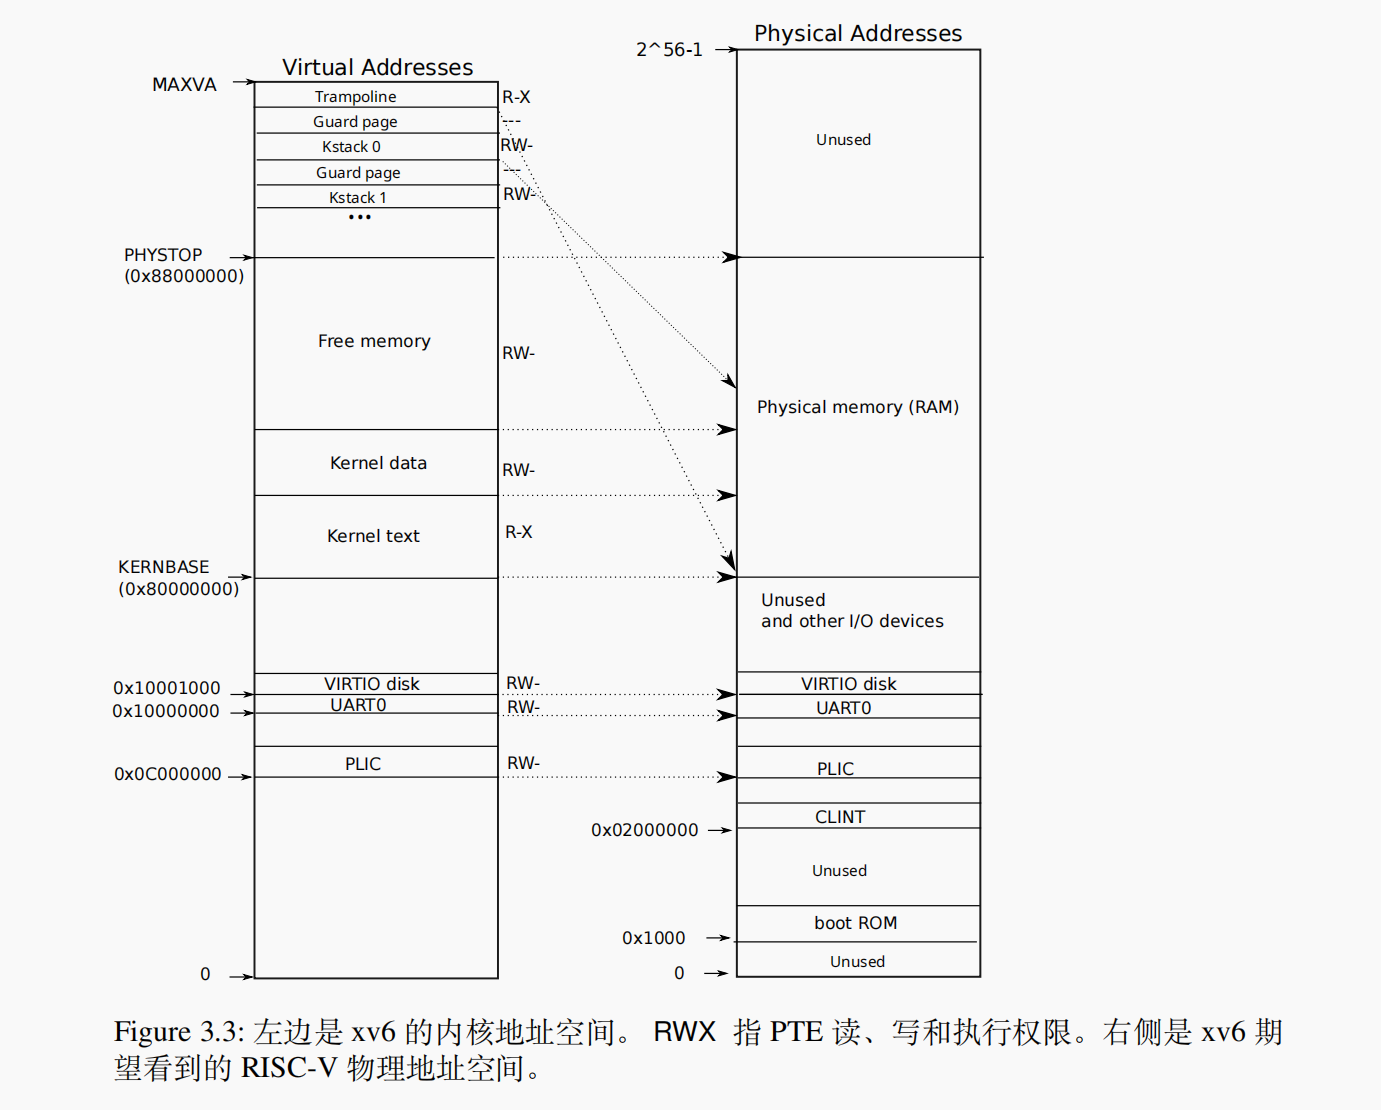 Physical Addresses
2^56-1
Virtual Addresses
MAXVA
Trampoline
R-X
Guard page
---
Unused
Kstack 0
RW-
Guard page
---
Kstack 1
RW-
•••
PHYSTOP
(0x88000000)
Free memory
RW-
Physical memory (RAM)
Kernel data
RW-
Kernel text
R-X
KERNBASE
(0x80000000)
Unused
and other I/O devices
0x10001000
VIRTIO disk
RW-
VIRTIO disk
0x10000000
UART0
RW-
UART0
0x0C000000
PLIC
RW-
PLIC
CLINT
0x02000000
Unused
boot ROM
0x1000
Unused
0
0
Figure 3.3: 左边是 xv6 的内核地址空间。 RWX 指 PTE 读、写和执行权限。右侧是 xv6 期
望看到的 RISC-V 物理地址空间。